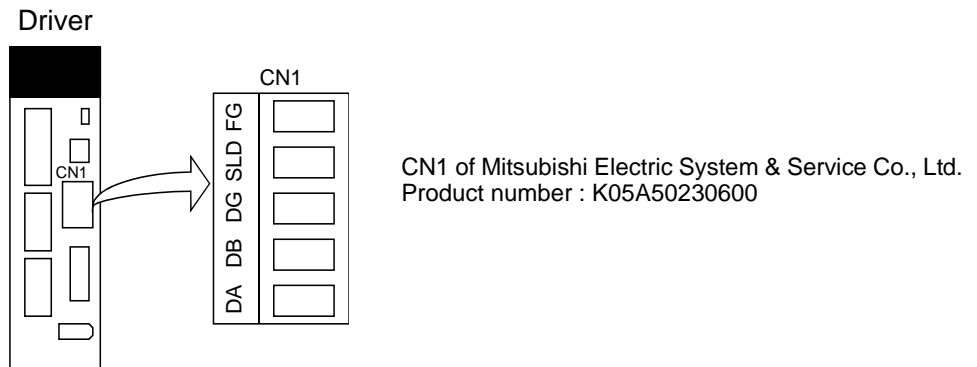 Driver
CN1
CN1
FG
SLD
DG
DB
DA
CN1 of Mitsubishi Electric System & Service Co., Ltd.
Product number : K05A50230600